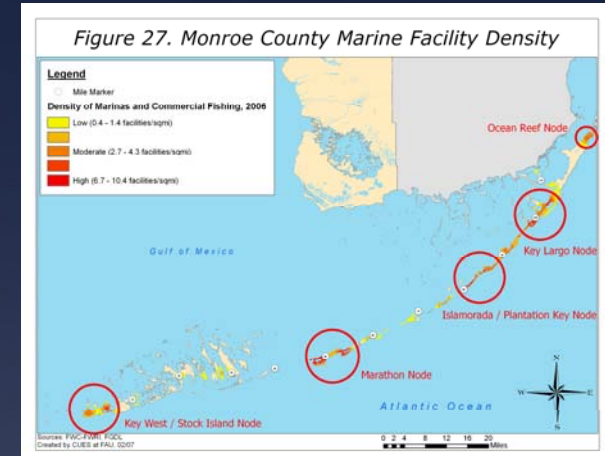 Figure 27. Monroe County Marine Facility Density
Legend
Mile Marker
Density of Marinas and Commercial Fishing, 2006
Low (0.4 - 1.4 facilities/sqmi)
Moderate (2.7 - 4.3 facilities/sqmi)
High (6.7 - 10.4 facilities/sqmi)
Ocean Reef Node
Key Largo Node
Gulf of Mexico
Islamorada / Plantation Key Node
Marathon Node
N
W
E
S
Atlantic Ocean
Key West / Stock Island Node
Sources: FWC-FWRI, FGDL
Created by CUES at FAU, 02/07
0 2 4 8 12 16 20
Miles